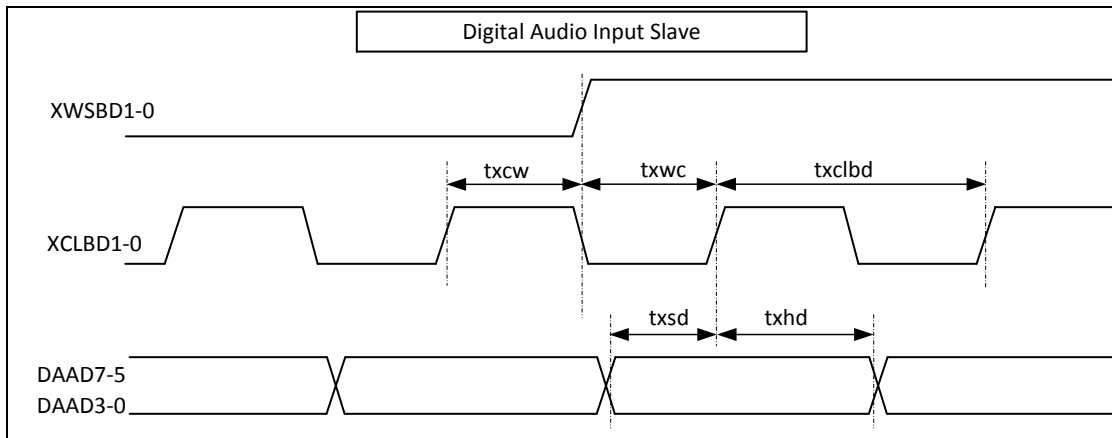 Digital Audio Input Slave
XWSBD1-0
txcw
txwc
txclbd
XCLBD1-0
txsd
txhd
DAAD7-5
DAAD3-0